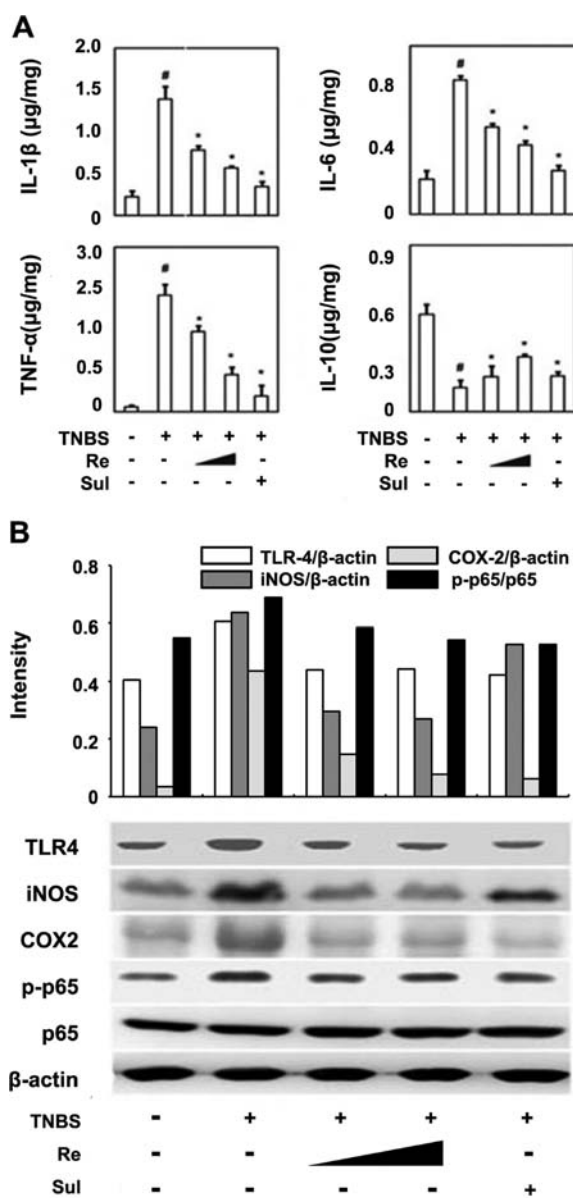 A
IL-1β (µg/mg)
2.0
1.5
1.0
0.5
0
#
*
*
*
IL-6 (µg/mg)
0.8
0.4
0
#
*
*
*
TNF-α(µg/mg)
3.0
1.0
0.5
0
#
*
*
*
IL-10(µg/mg)
0.9
0.6
0.3
0
#
*
*
*
TNBS - + + + +
Re - - -
Sul - - - - +
TNBS - + + + +
Re - - -
Sul - - - - +
B
TLR-4/β-actin COX-2/β-actin
iNOS/β-actin p-p65/p65
Intensity
0.8
0.6
0.4
0.2
0
TLR4
iNOS
COX2
p-p65
p65
β-actin
TNBS - + + + +
Re - - -
Sul - - - - +